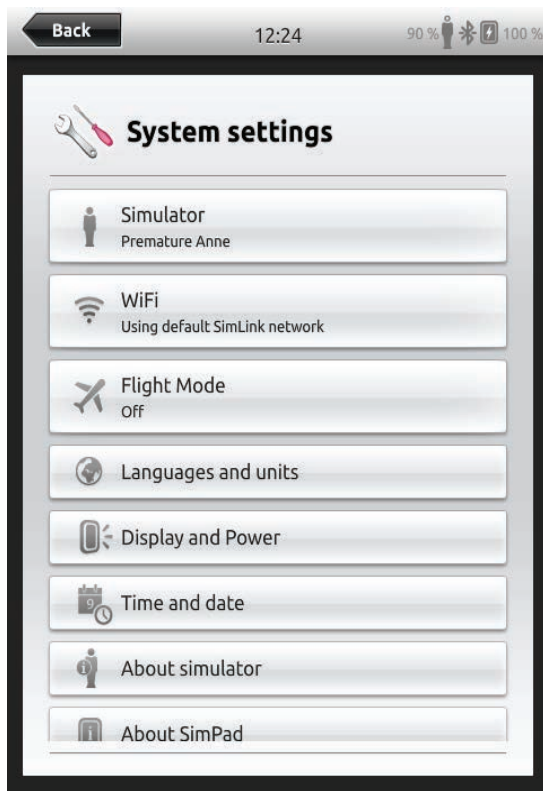 Back
12:24
90 %
100 %
System settings
Simulator
Premature Anne
WiFi
Using default SimLink network
Flight Mode
Off
Languages and units
Display and Power
9
Time and date
About simulator
About SimPad